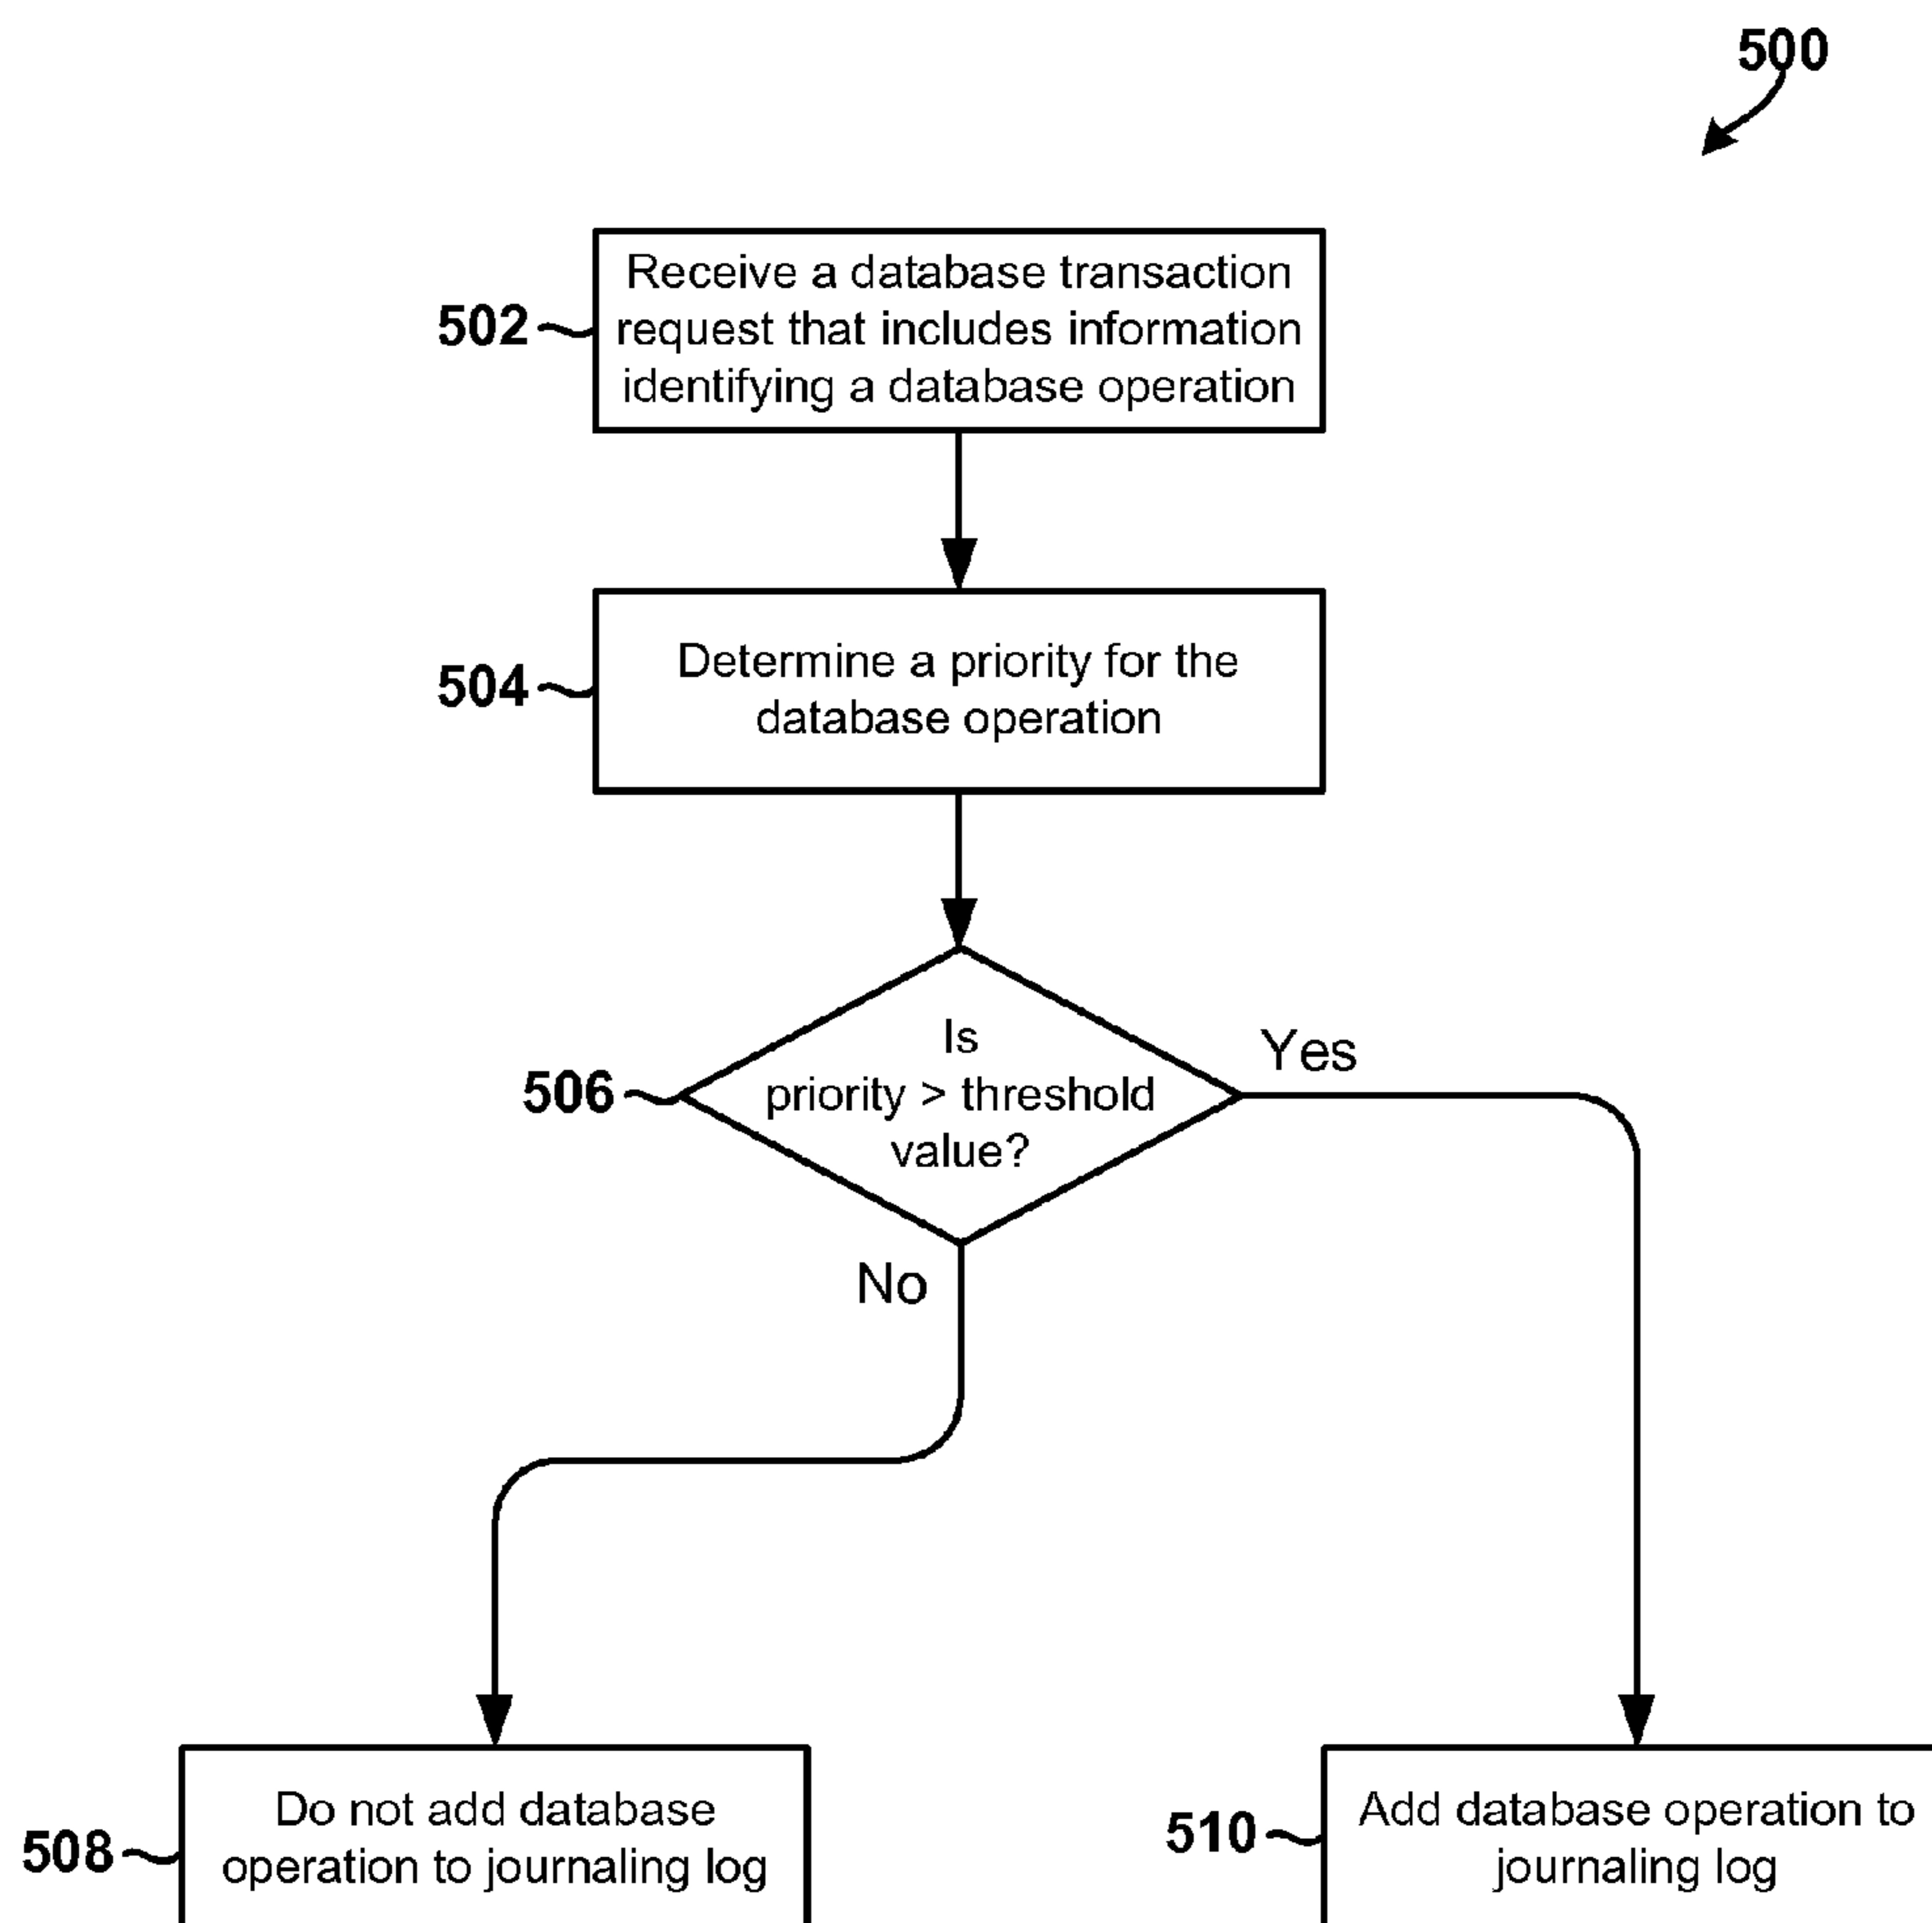 500
502
Receive a database transaction
request that includes information
identifying a database operation
504
Determine a priority for the
database operation
506
Is
priority > threshold
value?
Yes
No
508
Do not add database
operation to journaling log
510
Add database operation to
journaling log